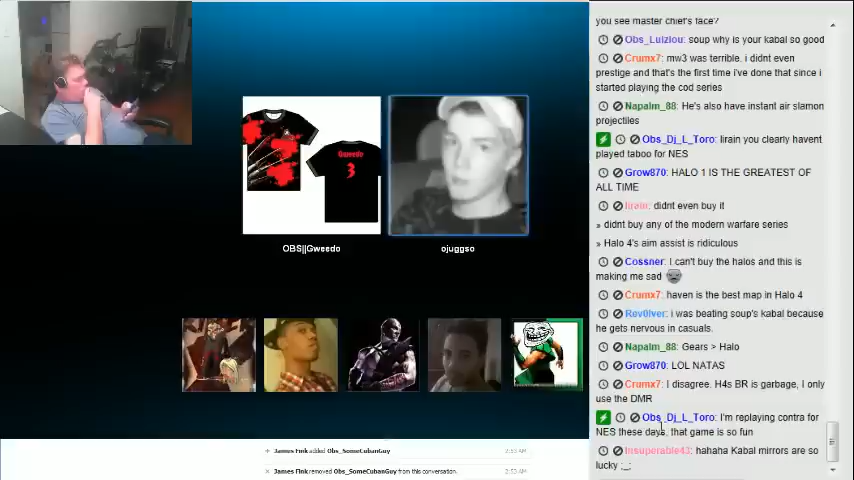 Gweedo
3
OBS||Gweedo
ojuggso
James Fink added Obs_SomeCubanGuy
2:53 AM
James Fink removed Obs_SomeCubanGuy from this conversation.
2:53 AM
you see master chief's face?
Obs_Luiziou: soup why is your kabal so good
Crumx7: mw3 was terrible. i didnt even
prestige and that's the first time i've done that since i
started playing the cod series
Napalm_88: He's also have instant air slamon
projectiles
Obs_Dj_L_Toro: lirain you clearly havent
played taboo for NES
Grow870: HALO 1 IS THE GREATEST OF
ALL TIME
lirain: didnt even buy it
» didnt buy any of the modern warfare series
» Halo 4's aim assist is ridiculous
Cossner: I can't buy the halos and this is
making me sad
Crumx7: haven is the best map in Halo 4
Rev0lver: i was beating soup's kabal because
he gets nervous in casuals.
Napalm_88: Gears > Halo
Grow870: LOL NATAS
Crumx7: I disagree. H4s BR is garbage, I only
use the DMR
Obs_Dj_L_Toro: I'm replaying contra for
NES these days, that game is so fun
Insuperable43: hahaha Kabal mirrors are so
lucky ;_;